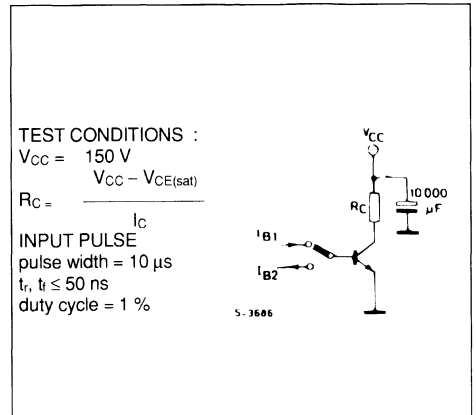 TEST CONDITIONS :
VCC = 150 V
VCC – VCE(sat)
RC =
IC
INPUT PULSE
pulse width = 10 µs
tr, tf ≤ 50 ns
duty cycle = 1 %
VCC
RC
10 000
µF
IB1
IB2
S-3686